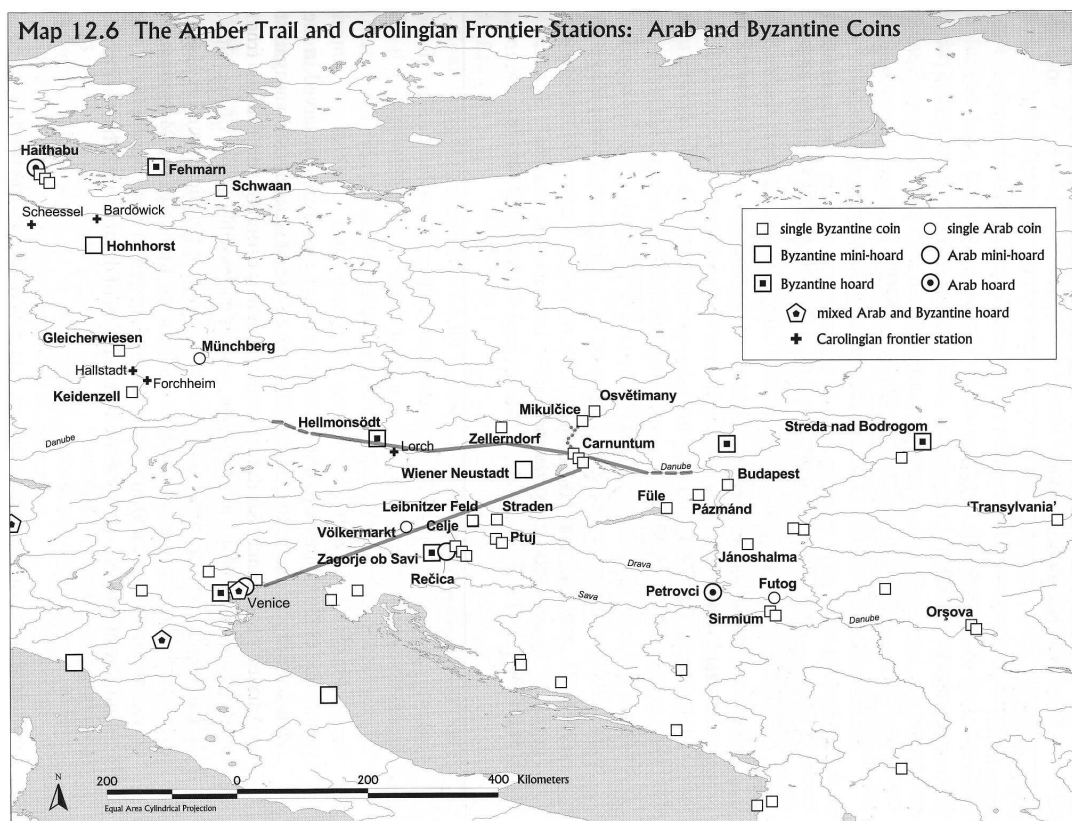 Map 12.6 The Amber Trail and Carolingian Frontier Stations: Arab and Byzantine Coins
Haithabu
Fehmarn
Schwaan
Scheessel
Bardowick
Hohnhorst
single Byzantine coin
single Arab coin
Byzantine mini-hoard
Arab mini-hoard
Byzantine hoard
Arab hoard
mixed Arab and Byzantine hoard
Carolingian frontier station
Gleicherwiesen
Münchberg
Hallstadt
Forchheim
Keidenzell
Osvětimany
Mikulčice
Hellmonsödt
Streda nad Bodrogom
Danube
Zellerndorf
Carnuntum
Lorch
Danube
Wiener Neustadt
Budapest
Füle
Pázmánd
Leibnitzer Feld
Straden
'Transylvania'
Völkermarkt
Celje
Ptuj
Jánoshalma
Zagorje ob Savi
Drava
Rečica
Petrovci
Futog
Venice
Sava
Sirmium
Danube
Orşova
N
200 0 200 400 Kilometers
Equal Area Cylindrical Projection